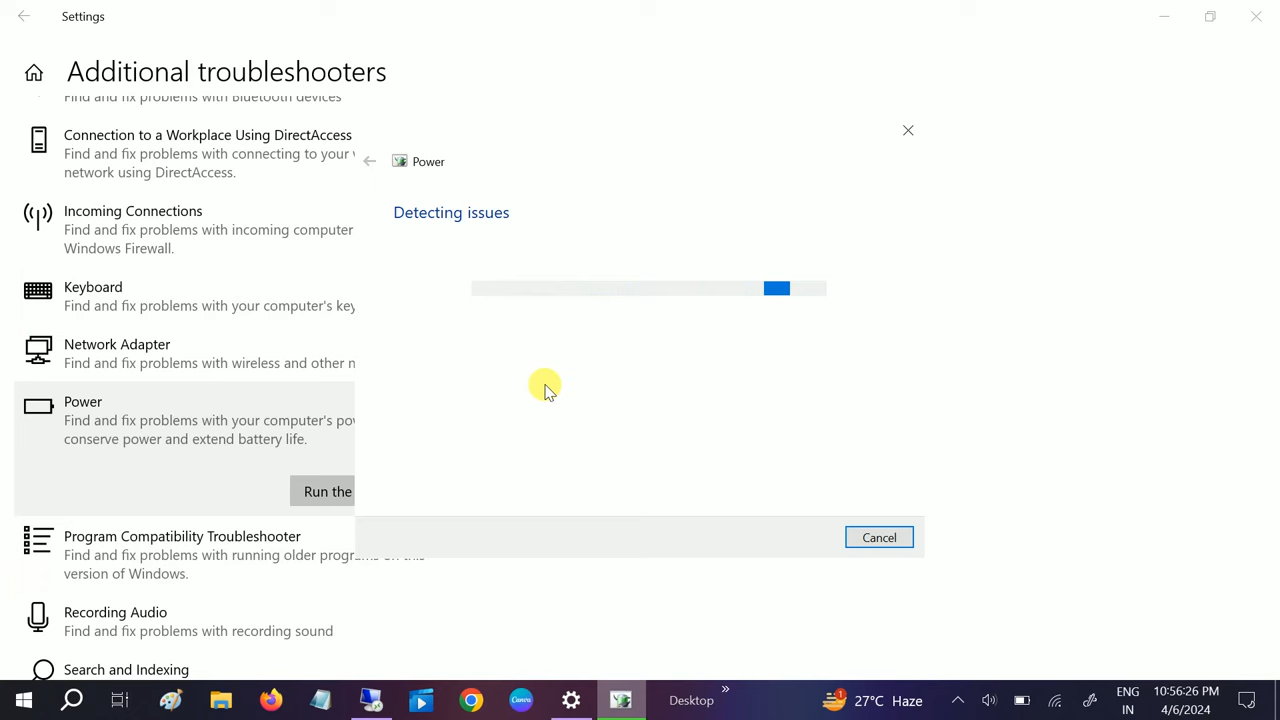 Settings
Additional troubleshooters
Find and fix problems with Bluetooth devices
Connection to a Workplace Using DirectAccess
Find and fix problems with connecting to your
network using DirectAccess.
Incoming Connections
Find and fix problems with incoming computer
Windows Firewall.
Keyboard
Find and fix problems with your computer's
Network Adapter
Find and fix problems with wireless and other
Power
Find and fix problems with your computer's
conserve power and extend battery life.
Run the
Program Compatibility Troubleshooter
Find and fix problems with running older programs on this
version of Windows.
Recording Audio
Find and fix problems with recording sound
Search and Indexing
Power
Detecting issues
Cancel
Canva
Desktop
»
1
27°C Haze
ENG
IN
10:56:26 PM
4/6/2024